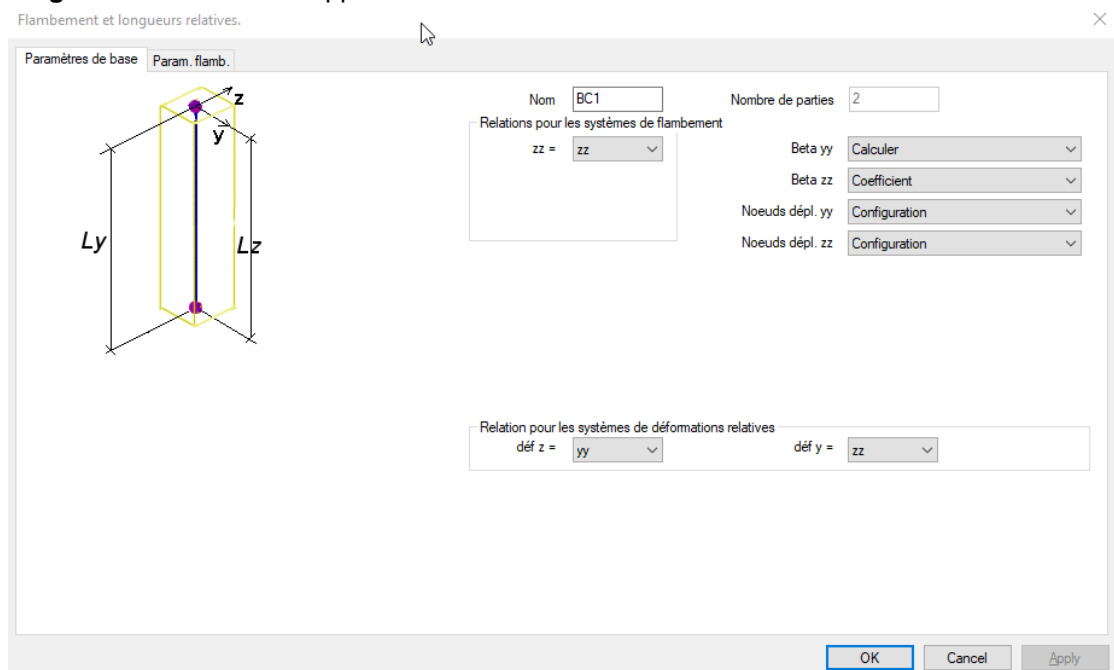 Flambement et longueurs relatives.
Paramètres de base Param. flamb.
z
y
Ly
Lz
Nom BC1 Nombre de parties 2
Relations pour les systèmes de flambement
zz = zz Beta yy Calculer
Beta zz Coefficient
Noeuds dépl. yy Configuration
Noeuds dépl. zz Configuration
Relation pour les systèmes de déformations relatives
déf z = yy déf y = zz
OK Cancel Apply